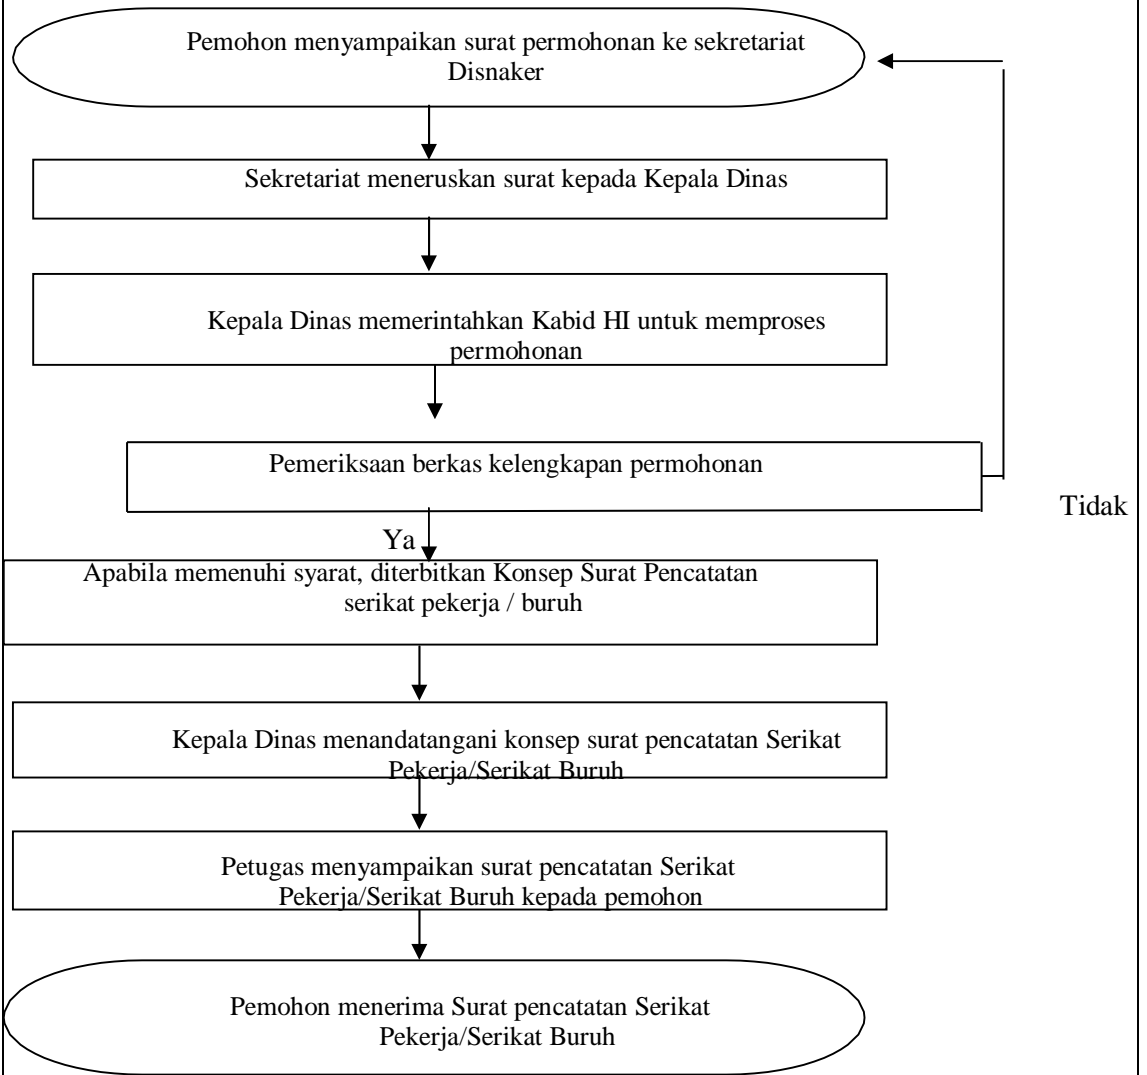 Pemohon menyampaikan surat permohonan ke sekretariat
Disnaker
Sekretariat meneruskan surat kepada Kepala Dinas
Kepala Dinas memerintahkan Kabid HI untuk memproses
permohonan
Pemeriksaan berkas kelengkapan permohonan
Tidak
Ya
Apabila memenuhi syarat, diterbitkan Konsep Surat Pencatatan
serikat pekerja / buruh
Kepala Dinas menandatangani konsep surat pencatatan Serikat
Pekerja/Serikat Buruh
Petugas menyampaikan surat pencatatan Serikat
Pekerja/Serikat Buruh kepada pemohon
Pemohon menerima Surat pencatatan Serikat
Pekerja/Serikat Buruh